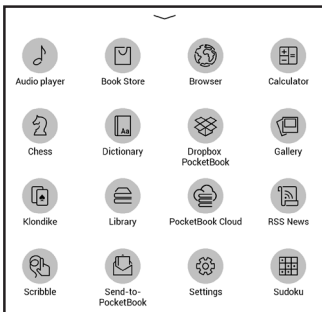 Audio player
Book Store
Browser
Calculator
Chess
Dictionary
Aa
Dropbox
PocketBook
Gallery
Klondike
Library
PocketBook Cloud
RSS News
Scribble
Send-to-
PocketBook
Settings
Sudoku